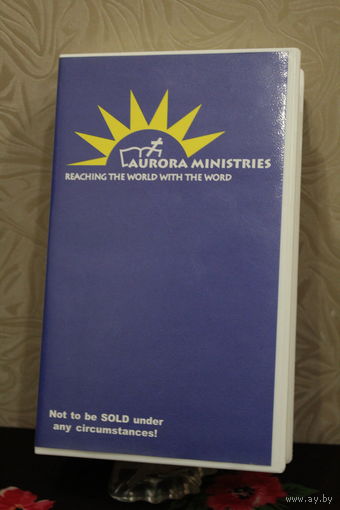 AURORA MINISTRIES
REACHING THE WORLD WITH THE WORD
Not to be SOLD under
any circumstances!
www.ay.by